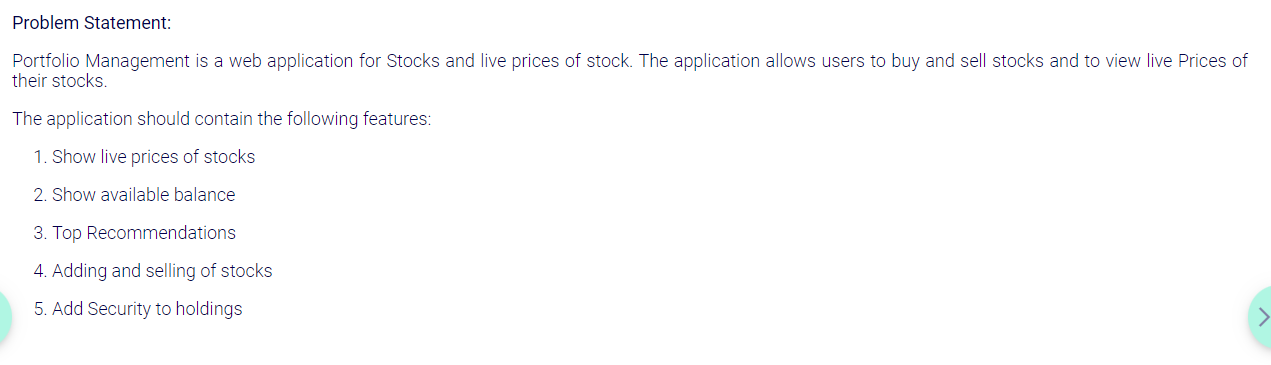 Problem Statement:
Portfolio Management is a web application for Stocks and live prices of stock. The application allows users to buy and sell stocks and to view live Prices of
their stocks.
The application should contain the following features:
1. Show live prices of stocks
2. Show available balance
3. Top Recommendations
4. Adding and selling of stocks
5. Add Security to holdings